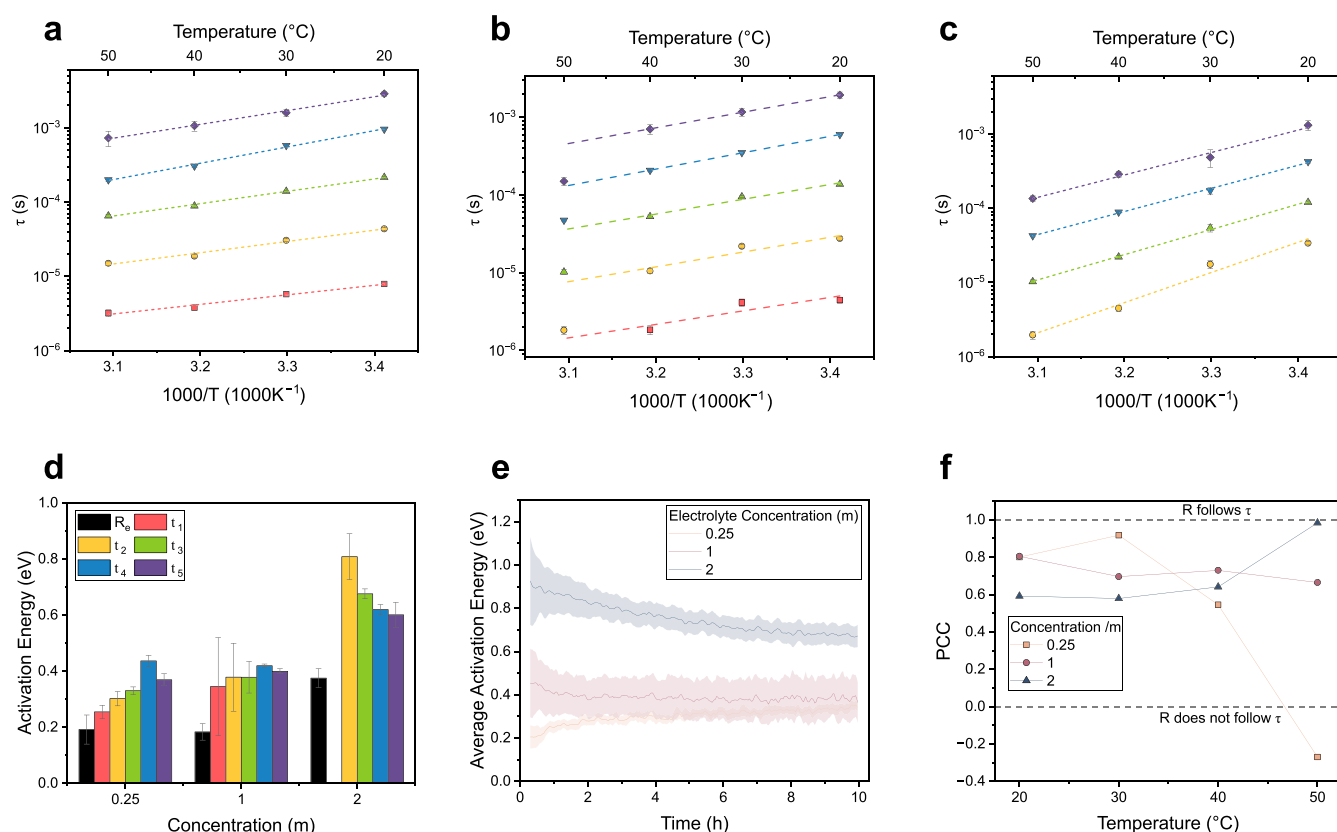 a
Temperature (°C)
50 40 30 20
10⁻³
10⁻⁴
10⁻⁵
10⁻⁶
τ (s)
3.1 3.2 3.3 3.4
1000/T (1000K⁻¹)
b
Temperature (°C)
50 40 30 20
10⁻³
10⁻⁴
10⁻⁵
10⁻⁶
τ (s)
3.1 3.2 3.3 3.4
1000/T (1000K⁻¹)
c
Temperature (°C)
50 40 30 20
10⁻³
10⁻⁴
10⁻⁵
10⁻⁶
τ (s)
3.1 3.2 3.3 3.4
1000/T (1000K⁻¹)
d
1.0
0.8
0.6
0.4
0.2
0.0
Activation Energy (eV)
Rₑ t₁
t₂ t₃
t₄ t₅
0.25 1 2
Concentration (m)
e
1.2
1.0
0.8
0.6
0.4
0.2
0.0
Average Activation Energy (eV)
Electrolyte Concentration (m)
0.25
1
2
0 2 4 6 8 10
Time (h)
f
1.0
0.8
0.6
0.4
0.2
0.0
−0.2
−0.4
PCC
R follows τ
Concentration /m
0.25
1
2
R does not follow τ
20 30 40 50
Temperature (°C)